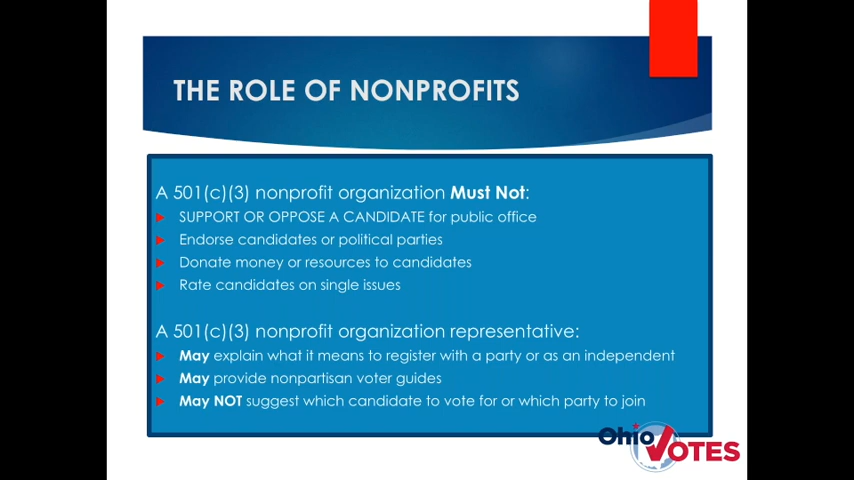 THE ROLE OF NONPROFITS
A 501(c)(3) nonprofit organization Must Not:
SUPPORT OR OPPOSE A CANDIDATE for public office
Endorse candidates or political parties
Donate money or resources to candidates
Rate candidates on single issues
A 501(c)(3) nonprofit organization representative:
May explain what it means to register with a party or as an independent
May provide nonpartisan voter guides
May NOT suggest which candidate to vote for or which party to join
Ohio
VOTES